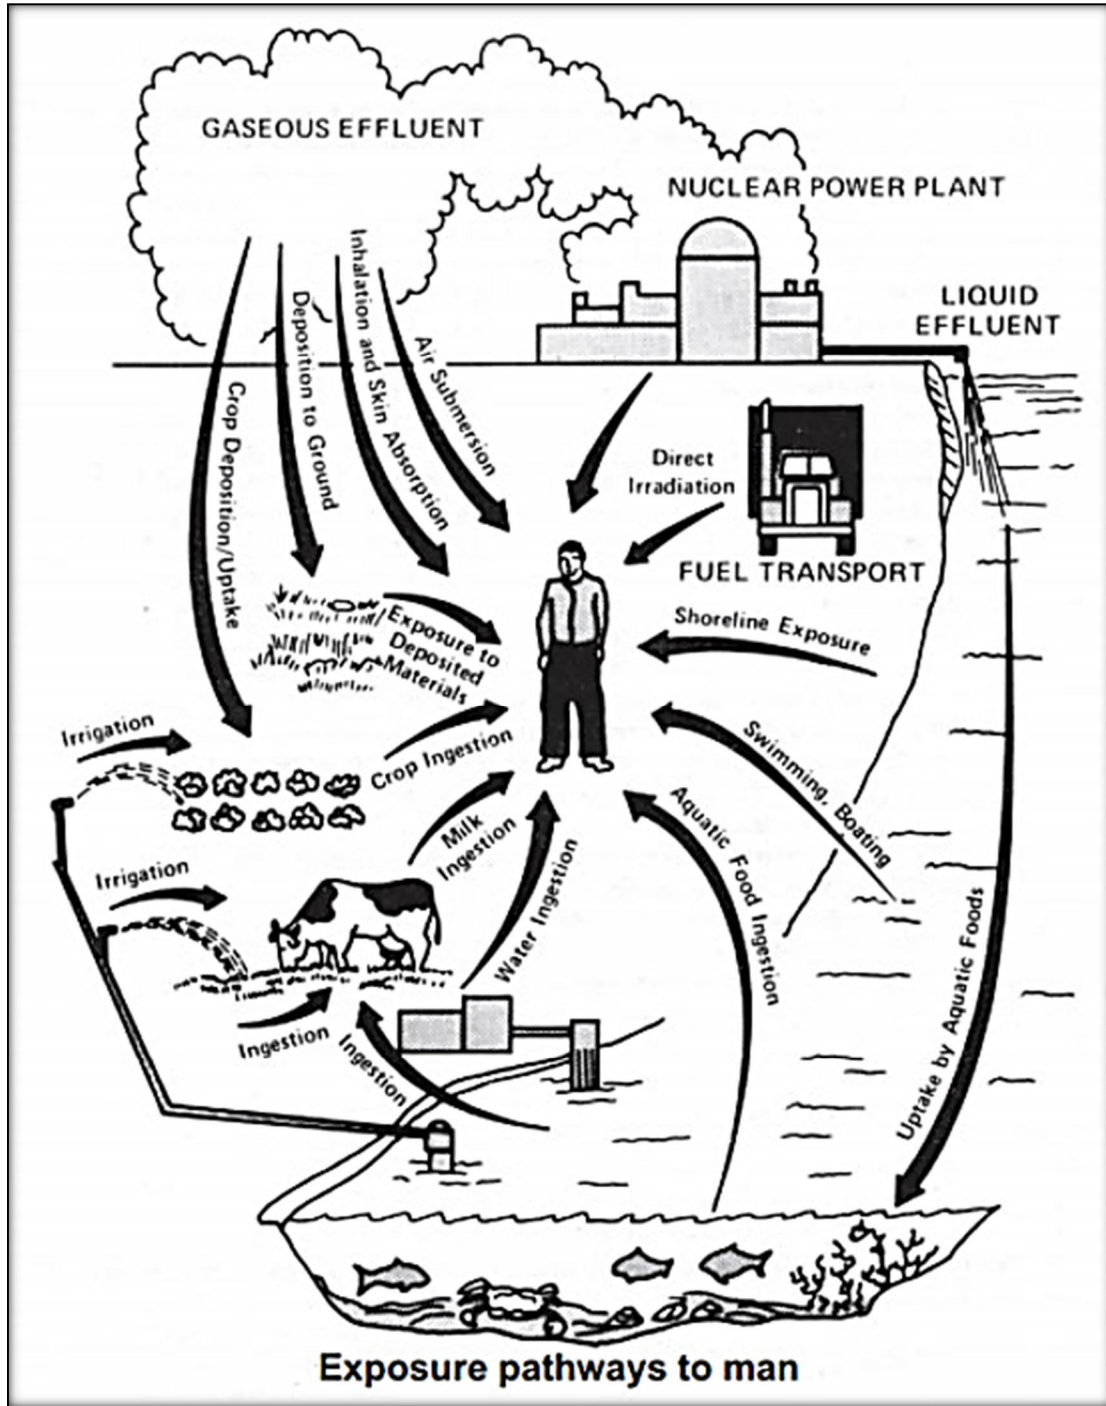 GASEOUS EFFLUENT
NUCLEAR POWER PLANT
LIQUID
EFFLUENT
Crop Deposition/Uptake
Deposition to Ground
Inhalation and Skin Absorption
Air Submersion
Direct
Irradiation
FUEL TRANSPORT
Exposure to
Deposited
Materials
Shoreline Exposure
Irrigation
Crop Ingestion
Swimming, Boating
Milk
Ingestion
Aquatic Food Ingestion
Irrigation
Water Ingestion
Uptake by Aquatic Foods
Ingestion
Ingestion
Exposure pathways to man